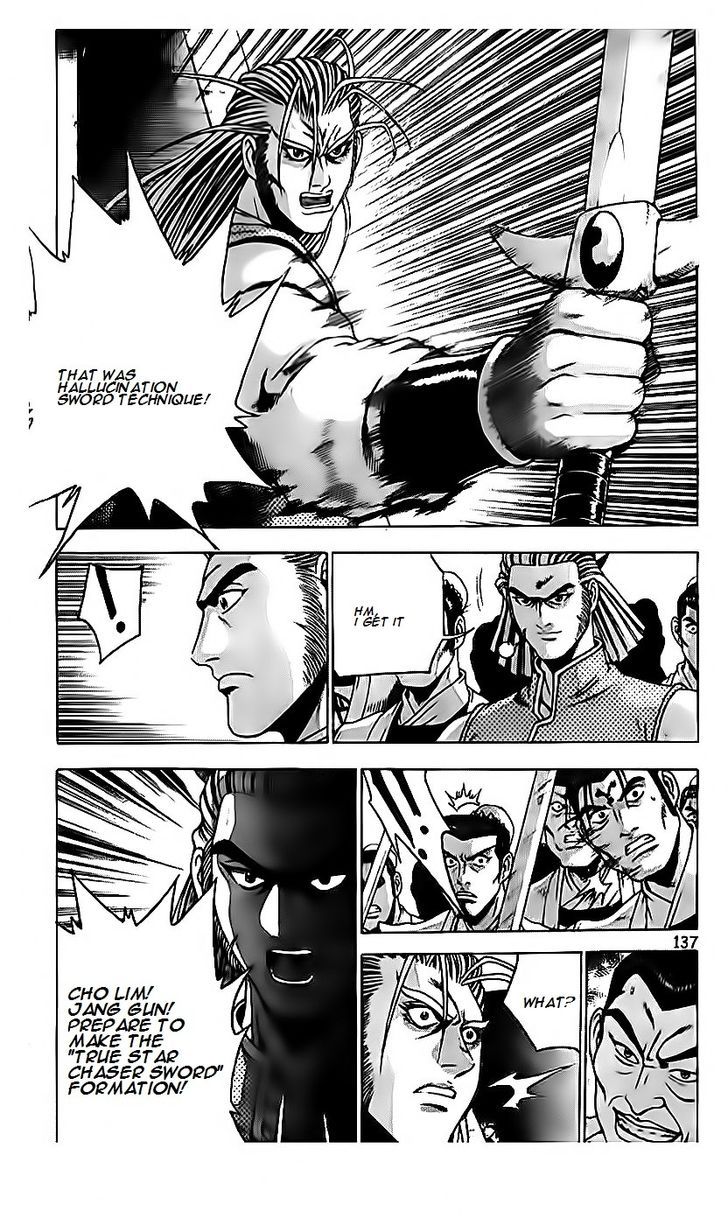 THAT WAS
HALLUCINATION
SWORD TECHNIQUE!
!
HM,
I GET IT
!
137
CHO LIM!
JANG GUN!
PREPARE TO
MAKE THE
"TRUE STAR
CHASER SWORD"
FORMATION!
WHAT?